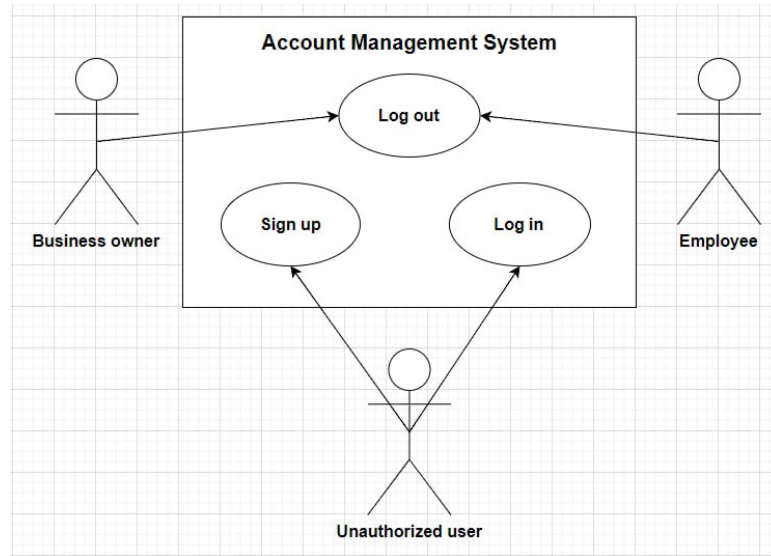 Account Management System
Log out
Sign up
Log in
Business owner
Employee
Unauthorized user